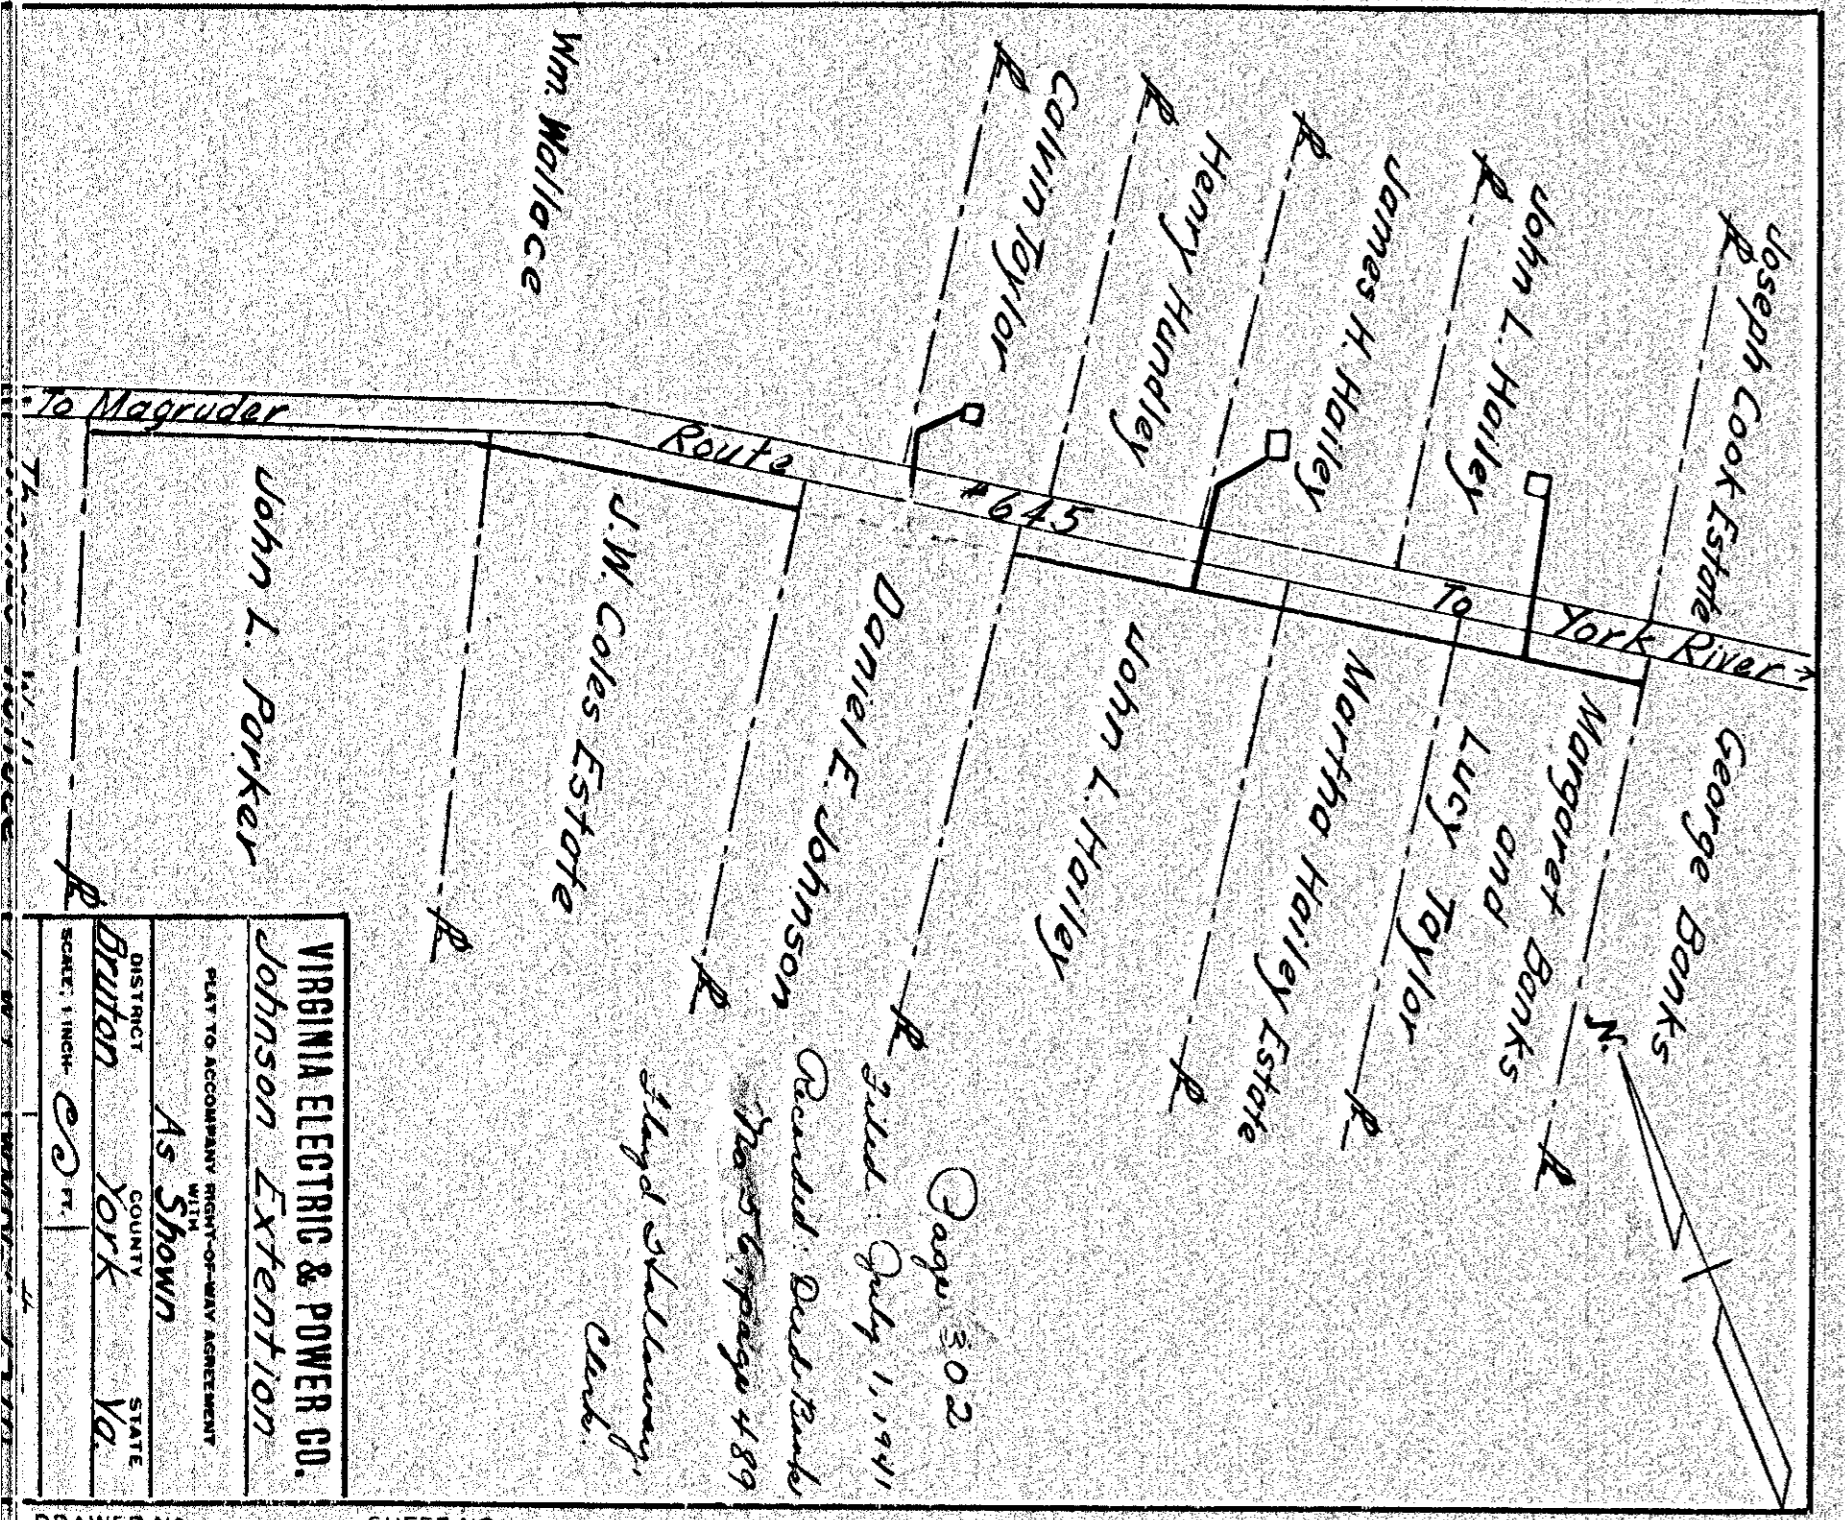 Joseph Cook Estate
John L. Hailey
James H. Hailey
Henry Hundley
Calvin Taylor
Wm. Wallace
To Magruder
Route
#645
To
York River
George Banks
Margaret Banks
and
Lucy Taylor
Martha Hailey Estate
John L. Hailey
Daniel E. Johnson
J.W. Coles Estate
John L. Parker
N.
Page 302
Filed: July 1, 1941
Recorded: Deed Book
No 56, page 489
Floyd Holloway,
Clerk.
VIRGINIA ELECTRIC & POWER CO.
Johnson Extention
PLAT TO ACCOMPANY RIGHT-OF-WAY AGREEMENT
WITH
As Shown
DISTRICT COUNTY STATE
Bruton York Va.
SCALE: 1 INCH FT.